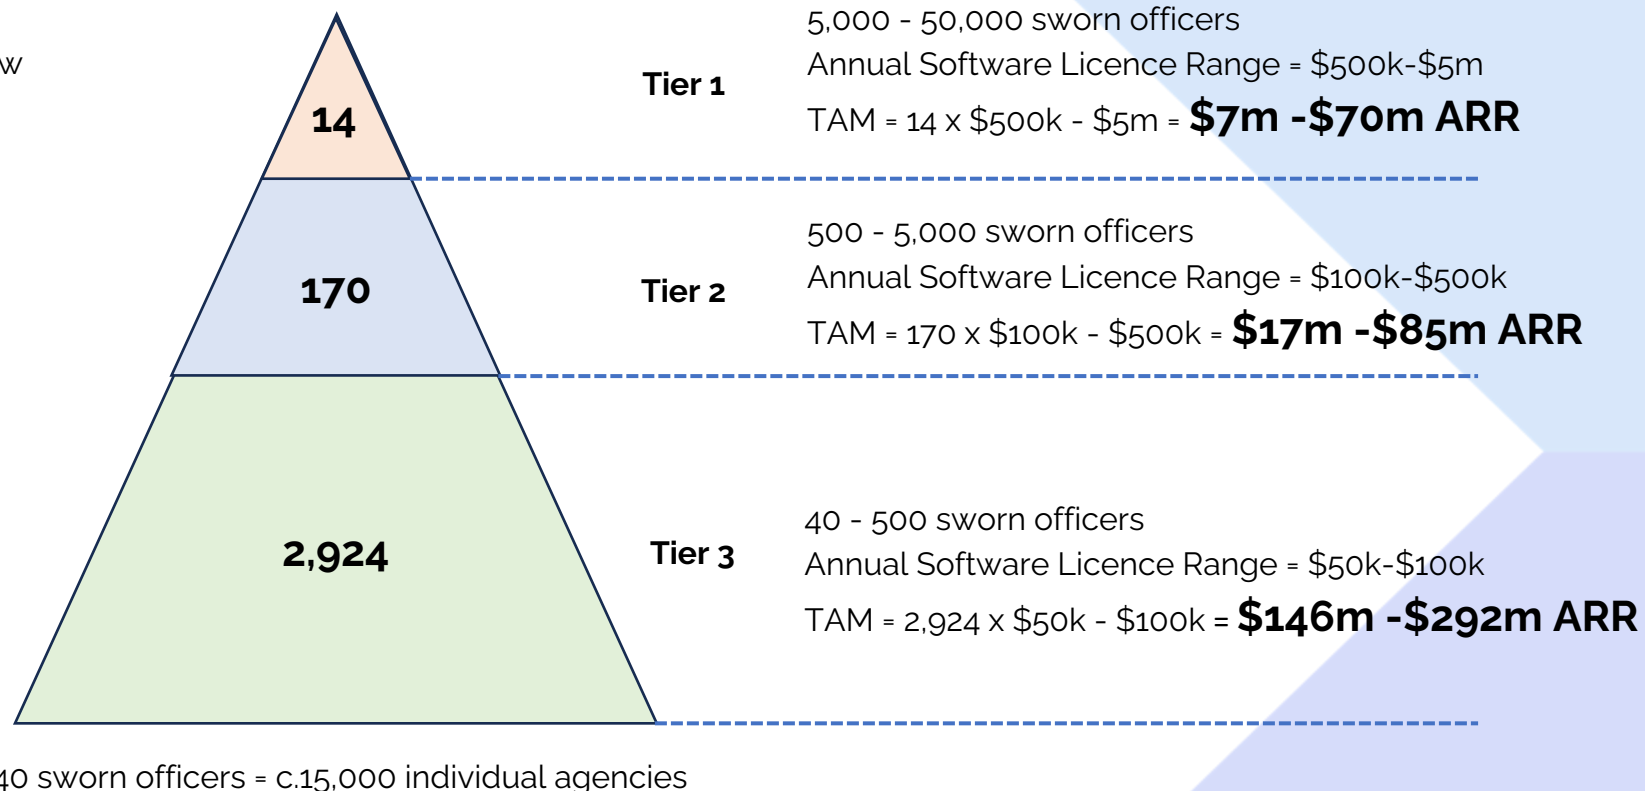 w
14
Tier 1
5,000 - 50,000 sworn officers
Annual Software Licence Range = $500k-$5m
TAM = 14 x $500k - $5m = $7m -$70m ARR
170
Tier 2
500 - 5,000 sworn officers
Annual Software Licence Range = $100k-$500k
TAM = 170 x $100k - $500k = $17m -$85m ARR
2,924
Tier 3
40 - 500 sworn officers
Annual Software Licence Range = $50k-$100k
TAM = 2,924 x $50k - $100k = $146m -$292m ARR
40 sworn officers = c.15,000 individual agencies